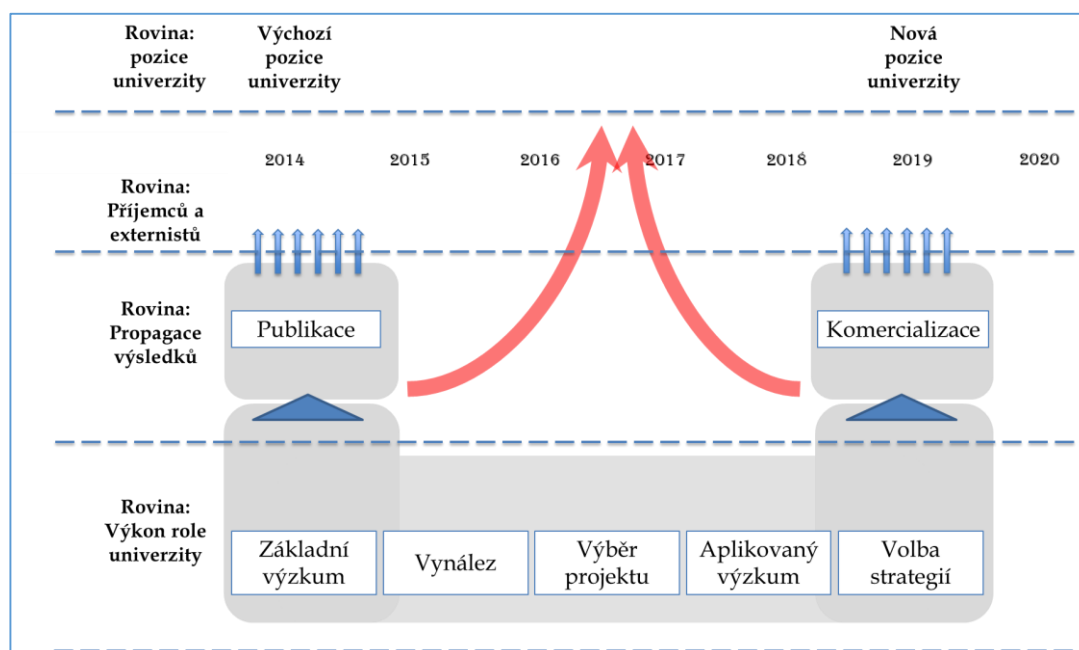 Rovina:
pozice
univerzity
Výchozí
pozice
univerzity
Nová
pozice
univerzity
2014
2015
2016
2017
2018
2019
2020
Rovina:
Příjemců a
externistů
Rovina:
Propagace
výsledků
Publikace
Komercializace
Rovina:
Výkon role
univerzity
Základní
výzkum
Vynález
Výběr
projektu
Aplikovaný
výzkum
Volba
strategií